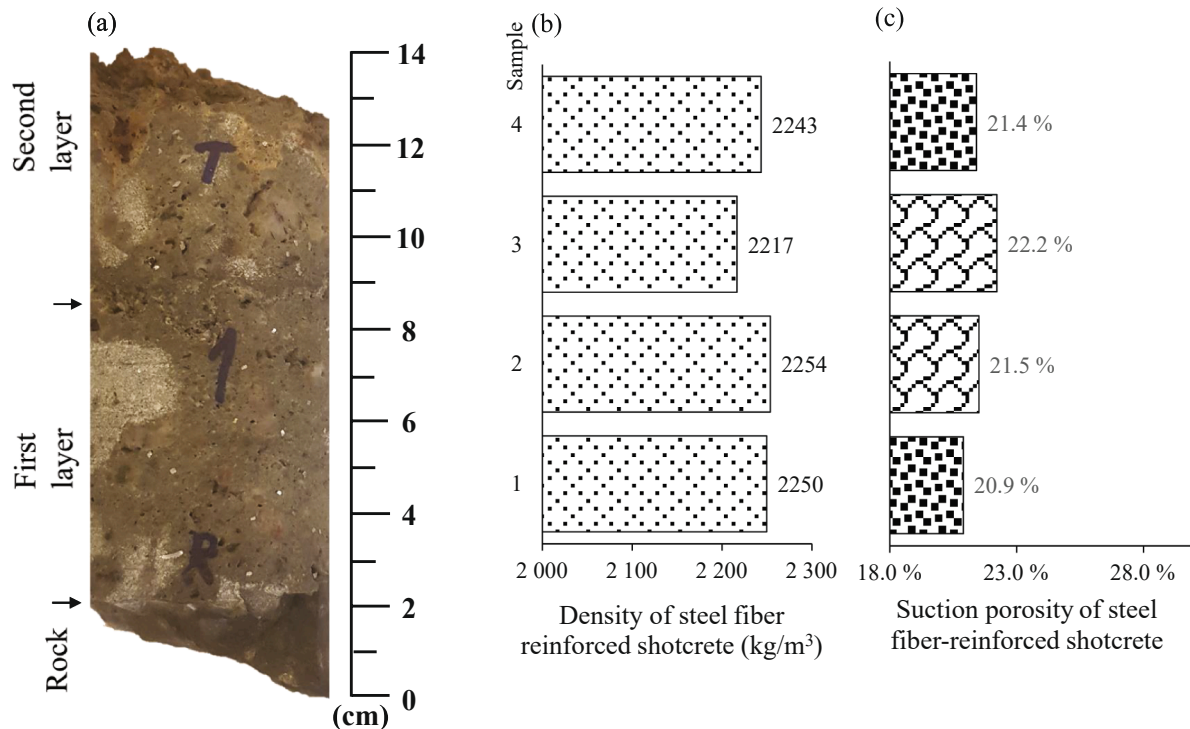 (a)
Second
layer
First
layer
Rock
T
1
R
14
12
10
8
6
4
2
0
(cm)
(b)
Sample
4
2243
3
2217
2
2254
1
2250
2 000
2 100
2 200
2 300
Density of steel fiber
reinforced shotcrete (kg/m³)
(c)
21.4 %
22.2 %
21.5 %
20.9 %
18.0 %
23.0 %
28.0 %
Suction porosity of steel
fiber-reinforced shotcrete